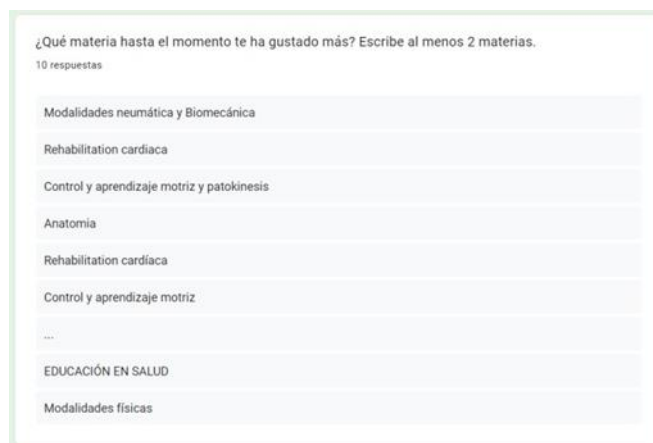 ¿Qué materia hasta el momento te ha gustado más? Escribe al menos 2 materias.
10 respuestas
Modalidades neumática y Biomecánica
Rehabilitation cardiaca
Control y aprendizaje motriz y patokinesis
Anatomia
Rehabilitation cardíaca
Control y aprendizaje motriz
...
EDUCACIÓN EN SALUD
Modalidades físicas